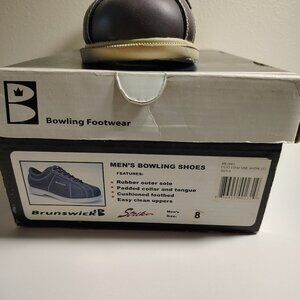 B
Bowling Footwear
MEN'S BOWLING SHOES
FEATURES:
Rubber outer sole
Padded collar and tongue
Cushioned footbed
Easy clean uppers
Brunswick B
Men's
Size: 8